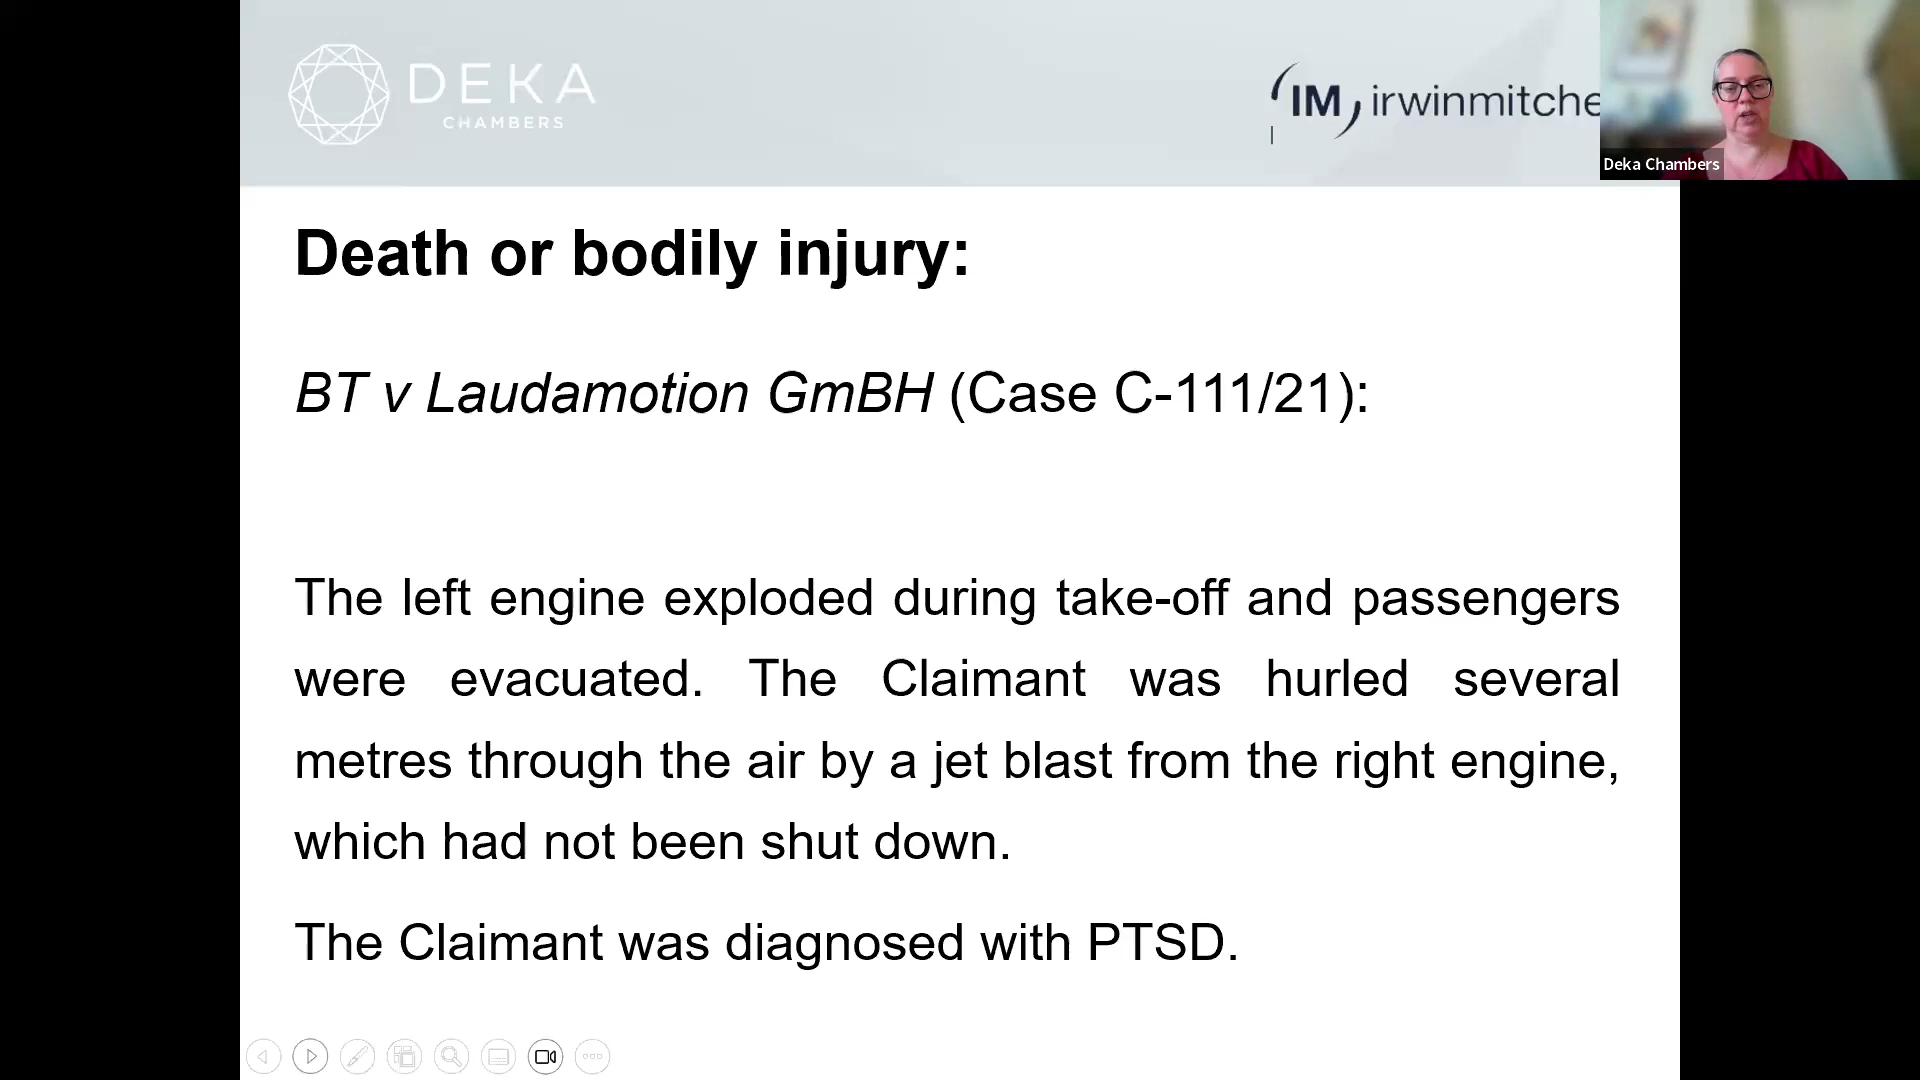 DEKA
CHAMBERS
IM irwinmitche
Deka Chambers
Death or bodily injury:
BT v Laudamotion GmBH (Case C-111/21):
The left engine exploded during take-off and passengers
were evacuated. The Claimant was hurled several
metres through the air by a jet blast from the right engine,
which had not been shut down.
The Claimant was diagnosed with PTSD.